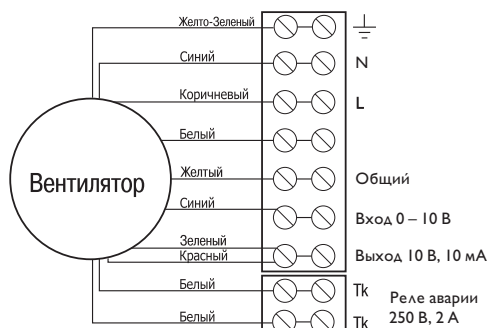 Желто-Зеленый
Синий N
Коричневый L
Белый
Желтый Общий
Синий Вход 0 – 10 В
Зеленый
Красный Выход 10 В, 10 мА
Вентилятор
Белый Tk
Реле аварии
Белый Tk 250 В, 2 А